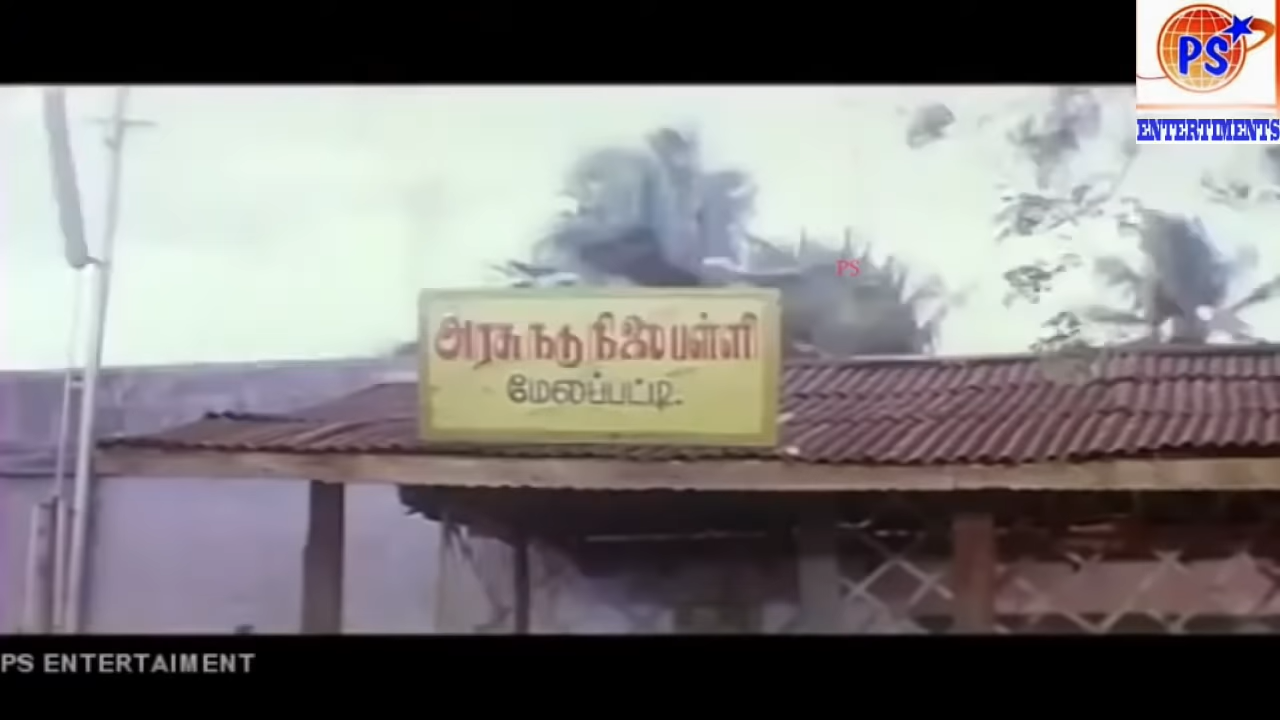 PS
ENTERTIMENTS
PS
அரசு நடு நிலை பள்ளி
மேலப்பட்டி.
PS ENTERTAIMENT